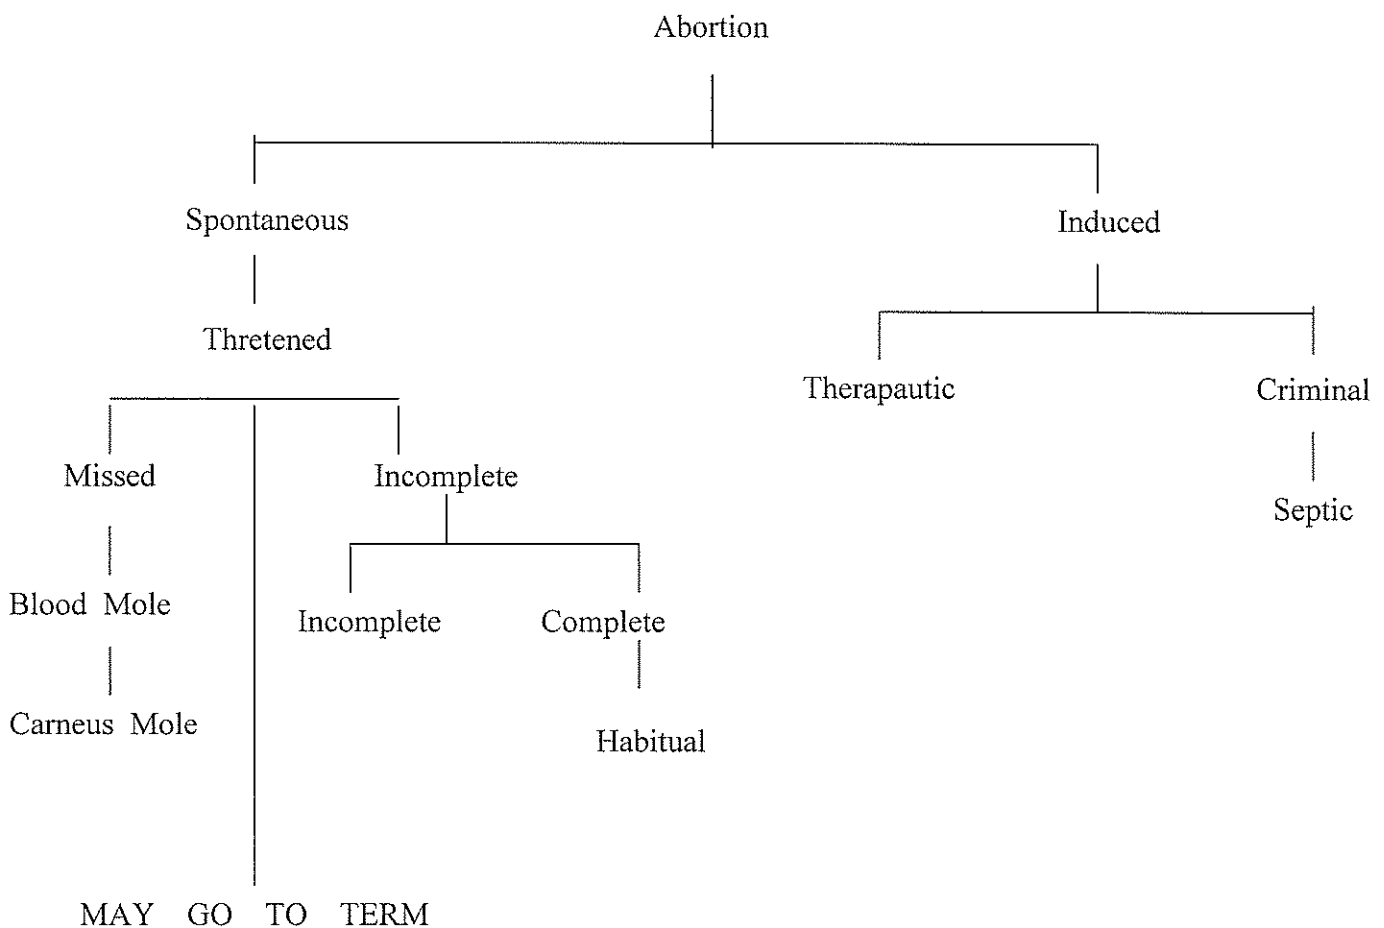 Abortion
Spontaneous
Induced
Thretened
Therapautic
Criminal
Missed
Incomplete
Septic
Blood Mole
Incomplete
Complete
Carneus Mole
Habitual
MAY GO TO TERM